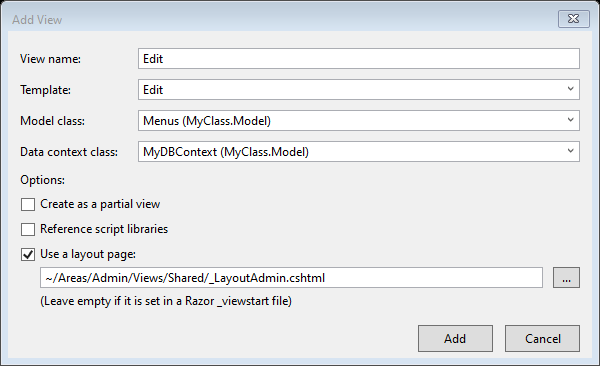 Add View
View name: Edit
Template: Edit
Model class: Menus (MyClass.Model)
Data context class: MyDBContext (MyClass.Model)
Options:
Create as a partial view
Reference script libraries
Use a layout page:
~/Areas/Admin/Views/Shared/_LayoutAdmin.cshtml ...
(Leave empty if it is set in a Razor _viewstart file)
Add Cancel